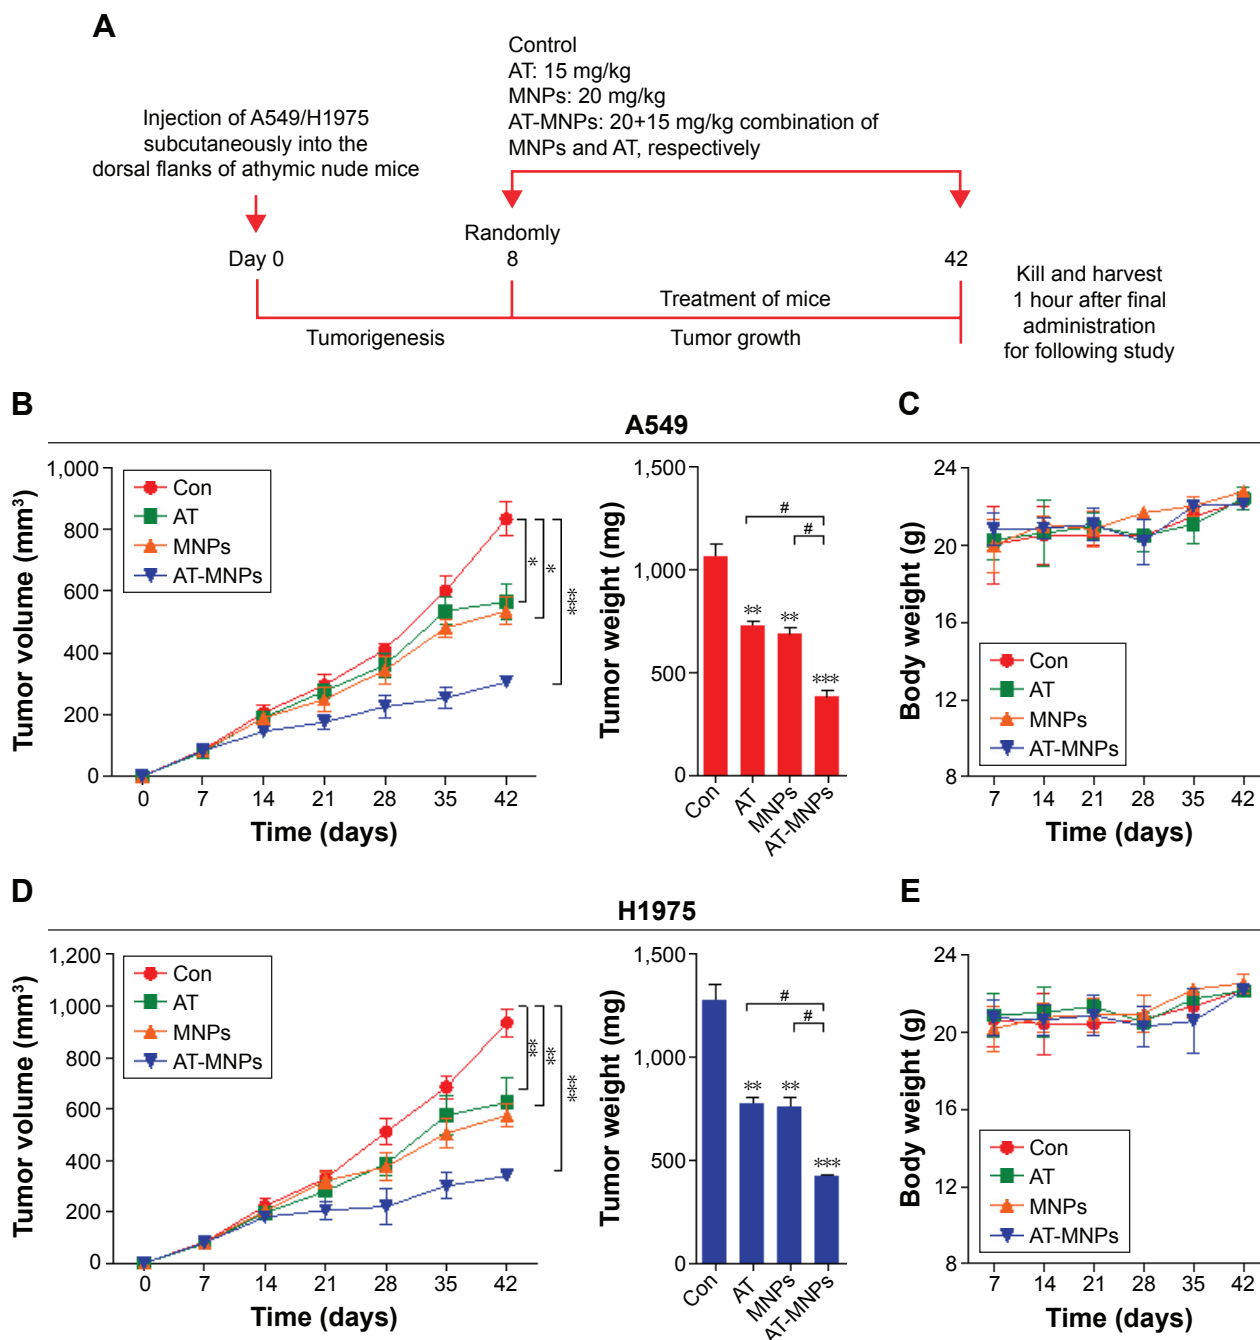 A
Control
AT: 15 mg/kg
MNPs: 20 mg/kg
AT-MNPs: 20+15 mg/kg combination of
MNPs and AT, respectively
Injection of A549/H1975
subcutaneously into the
dorsal flanks of athymic nude mice
Randomly
Day 0
8
42
Kill and harvest
1 hour after final
administration
for following study
Treatment of mice
Tumorigenesis
Tumor growth
B
A549
Tumor volume (mm³)
1,000
800
600
400
200
0
Con
AT
MNPs
AT-MNPs
*
*
***
0 7 14 21 28 35 42
Time (days)
Tumor weight (mg)
1,500
1,000
500
0
#
#
**
**
***
Con
AT
MNPs
AT-MNPs
C
Body weight (g)
24
20
16
12
8
Con
AT
MNPs
AT-MNPs
7 14 21 28 35 42
Time (days)
D
H1975
Tumor volume (mm³)
1,200
1,000
800
600
400
200
0
Con
AT
MNPs
AT-MNPs
**
**
***
0 7 14 21 28 35 42
Time (days)
Tumor weight (mg)
1,500
1,000
500
0
#
#
**
**
***
Con
AT
MNPs
AT-MNPs
E
Body weight (g)
24
20
16
12
8
Con
AT
MNPs
AT-MNPs
7 14 21 28 35 42
Time (days)